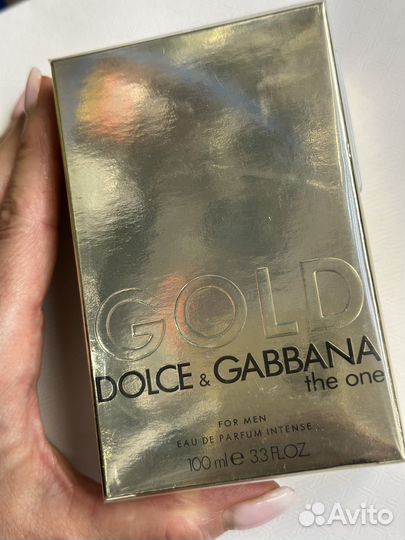 GOLD
DOLCE & GABBANA
the one
FOR MEN
EAU DE PARFUM INTENSE
100 ml e 3.3 FL.OZ.
Avito